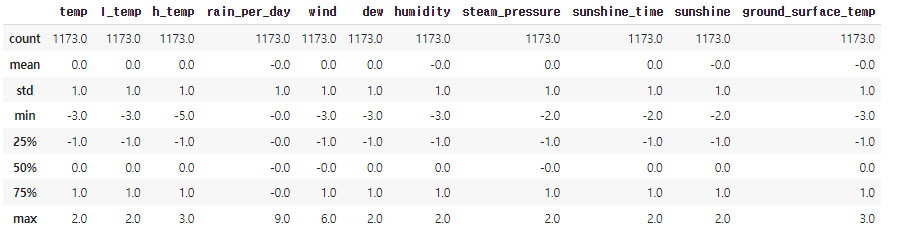 temp l_temp h_temp rain_per_day wind dew humidity steam_pressure sunshine_time sunshine ground_surface_temp
count 1173.0 1173.0 1173.0 1173.0 1173.0 1173.0 1173.0 1173.0 1173.0 1173.0 1173.0
mean 0.0 0.0 0.0 -0.0 0.0 0.0 -0.0 0.0 0.0 -0.0 -0.0
std 1.0 1.0 1.0 1.0 1.0 1.0 1.0 1.0 1.0 1.0 1.0
min -3.0 -3.0 -5.0 -0.0 -3.0 -3.0 -3.0 -2.0 -2.0 -2.0 -3.0
25% -1.0 -1.0 -1.0 -0.0 -1.0 -1.0 -1.0 -1.0 -1.0 -1.0 -1.0
50% 0.0 0.0 0.0 -0.0 -0.0 0.0 0.0 -0.0 0.0 0.0 0.0
75% 1.0 1.0 1.0 -0.0 1.0 1.0 1.0 1.0 1.0 1.0 1.0
max 2.0 2.0 3.0 9.0 6.0 2.0 2.0 2.0 2.0 2.0 3.0